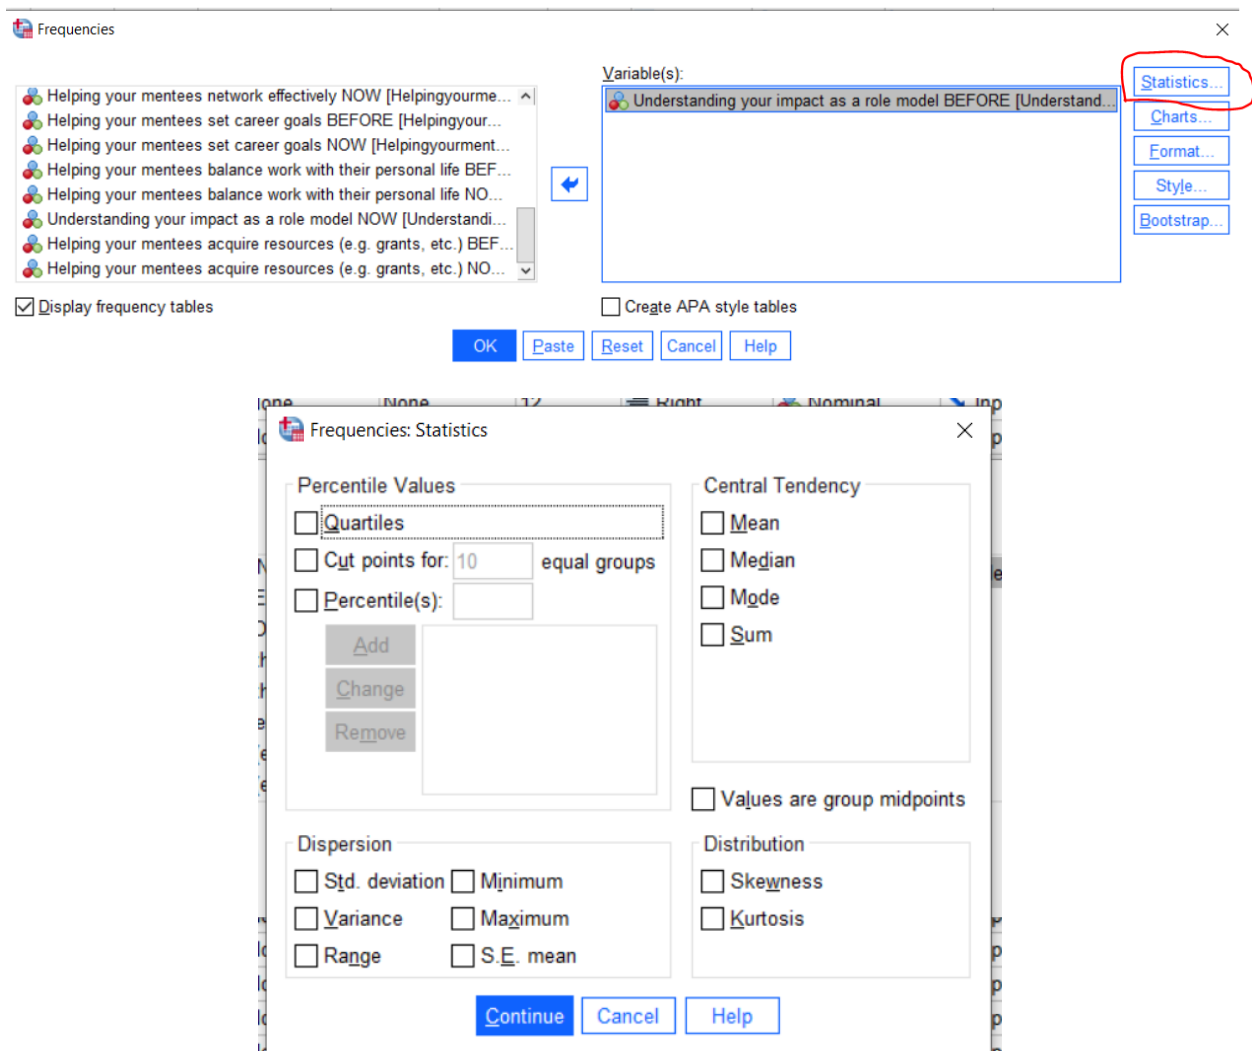 Frequencies
Variable(s):
Helping your mentees network effectively NOW [Helpingyourme...
Helping your mentees set career goals BEFORE [Helpingyour...
Helping your mentees set career goals NOW [Helpingyourment...
Helping your mentees balance work with their personal life BEF...
Helping your mentees balance work with their personal life NO...
Understanding your impact as a role model NOW [Understandi...
Helping your mentees acquire resources (e.g. grants, etc.) BEF...
Helping your mentees acquire resources (e.g. grants, etc.) NO...
Understanding your impact as a role model BEFORE [Understand...
Statistics...
Charts...
Format...
Style...
Bootstrap...
Display frequency tables
Create APA style tables
OK Paste Reset Cancel Help
None 12 Right Nominal
Frequencies: Statistics
Percentile Values
Quartiles
Cut points for: 10 equal groups
Percentile(s):
Add
Change
Remove
Central Tendency
Mean
Median
Mode
Sum
Values are group midpoints
Dispersion
Std. deviation Minimum
Variance Maximum
Range S.E. mean
Distribution
Skewness
Kurtosis
Continue Cancel Help